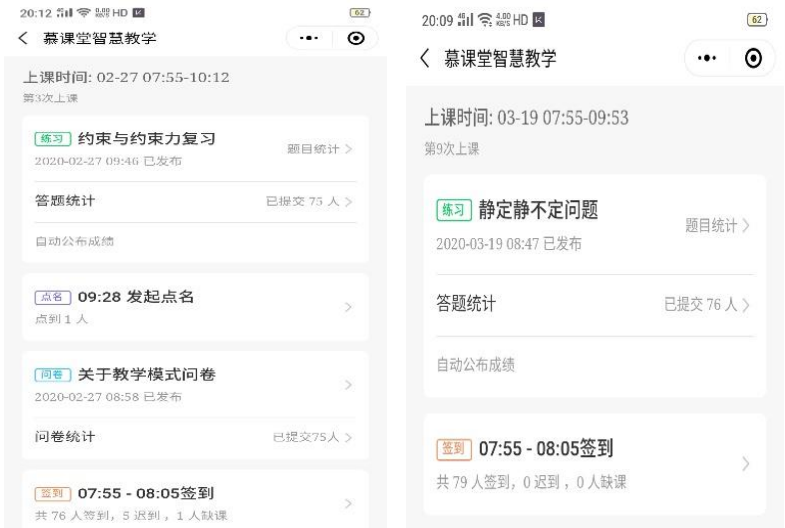 20:12 HD K 62
慕课堂智慧教学
上课时间: 02-27 07:55-10:12
第3次上课
练习 约束与约束力复习
2020-02-27 09:46 已发布
题目统计 >
答题统计
已提交 75 人 >
自动公布成绩
点名 09:28 发起点名
点到 1 人
问卷 关于教学模式问卷
2020-02-27 08:58 已发布
问卷统计
已提交75人 >
签到 07:55 - 08:05签到
共 76 人签到，5 迟到 ，1 人缺课
20:09 4.00 KB/S HD K 62
慕课堂智慧教学
上课时间: 03-19 07:55-09:53
第9次上课
练习 静定静不定问题
2020-03-19 08:47 已发布
题目统计 >
答题统计
已提交 76 人 >
自动公布成绩
签到 07:55 - 08:05签到
共 79 人签到，0 迟到 ，0 人缺课